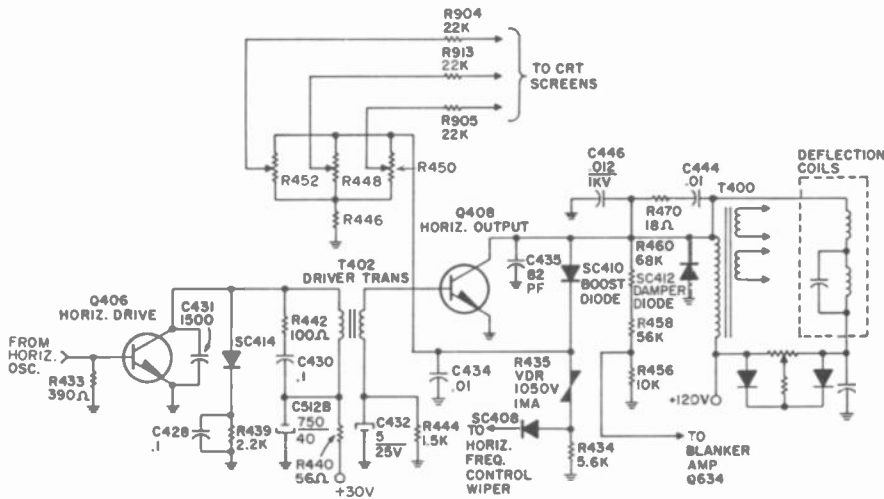 R904
22K
R913
22K
R905
22K
TO CRT
SCREENS
R452
R448
R450
R446
C446
.012
1KV
C444
.01
T400
DEFLECTION
COILS
R470
18Ω
Q408
HORIZ. OUTPUT
T402
DRIVER TRANS
C435
82
PF
SC410
BOOST
DIODE
R460
68K
SC412
DAMPER
DIODE
R458
56K
R456
10K
Q406
HORIZ. DRIVE
C431
1500
SC414
R442
100Ω
C430
.1
FROM
HORIZ.
OSC.
R433
390Ω
C434
.01
R435
VDR
1050V
1MA
+120V
C428
.1
R439
2.2K
C512B
750
40
R440
56Ω
+30V
C432
5
25V
R444
1.5K
SC408
TO
HORIZ.
FREQ.
CONTROL
WIPER
R434
5.6K
TO
BLANKER
AMP
Q634